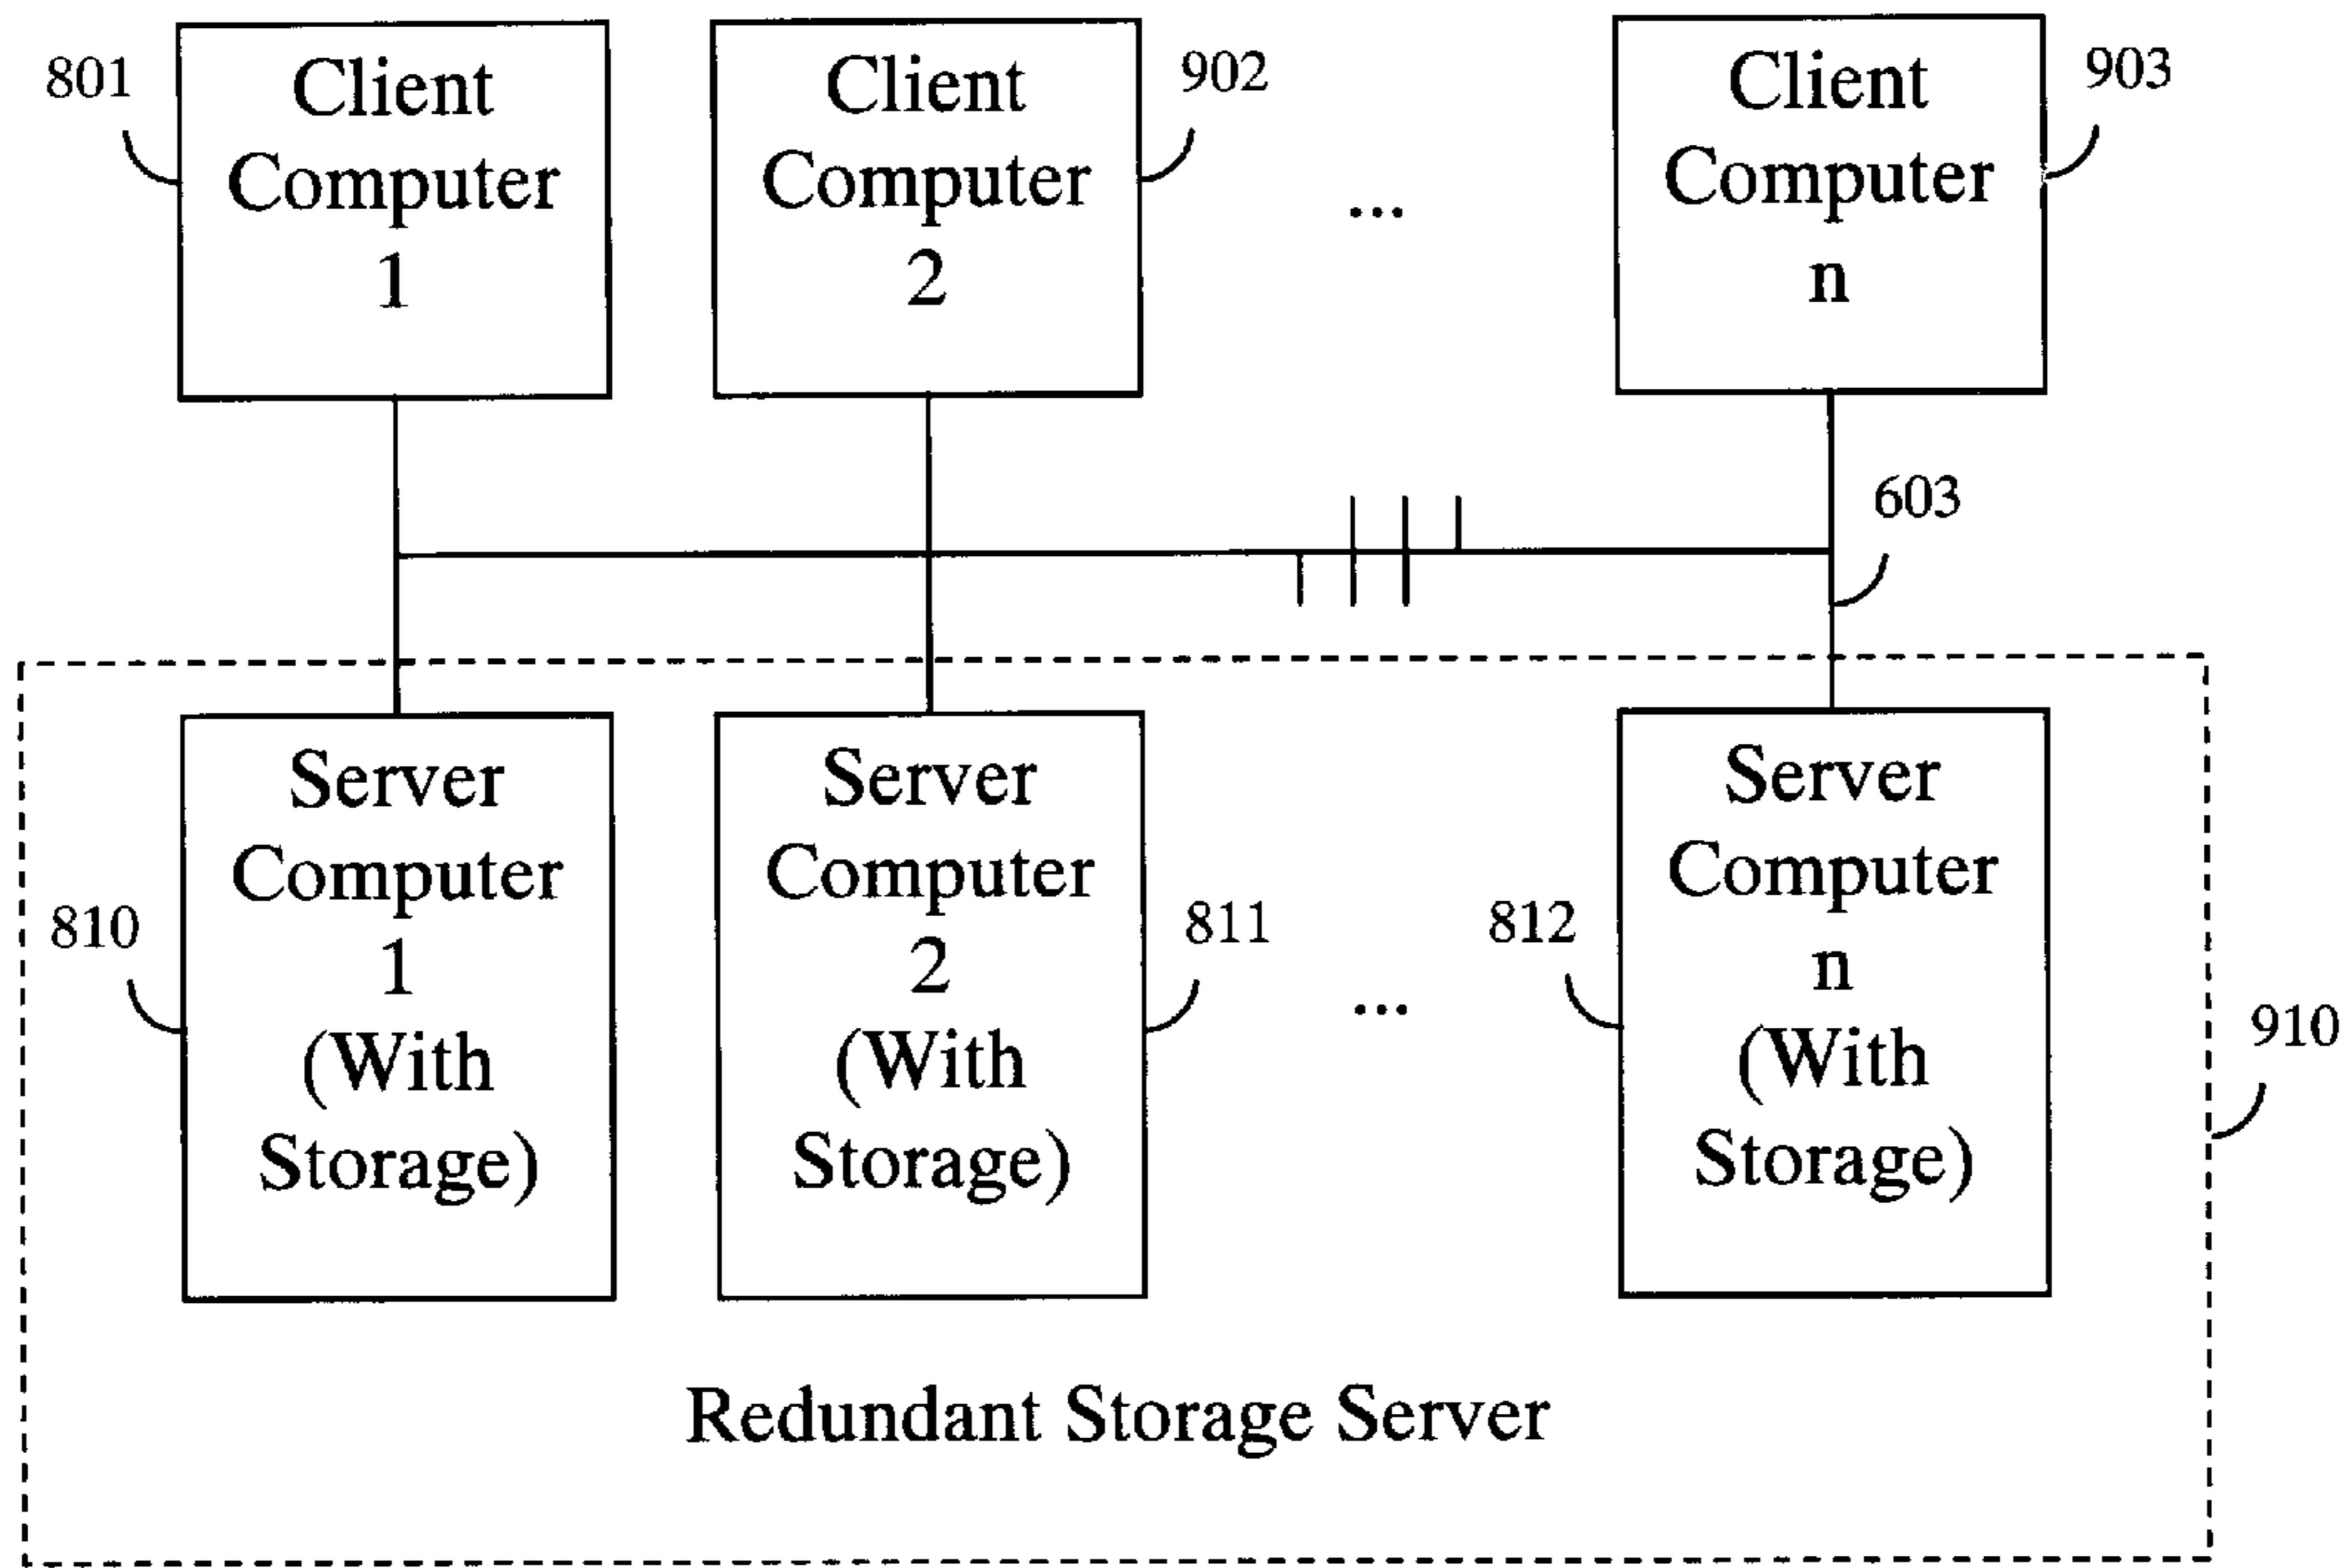 801
Client
Computer
1
Client
Computer
2
902
...
Client
Computer
n
903
603
810
Server
Computer
1
(With
Storage)
Server
Computer
2
(With
Storage)
811
...
812
Server
Computer
n
(With
Storage)
910
Redundant Storage Server